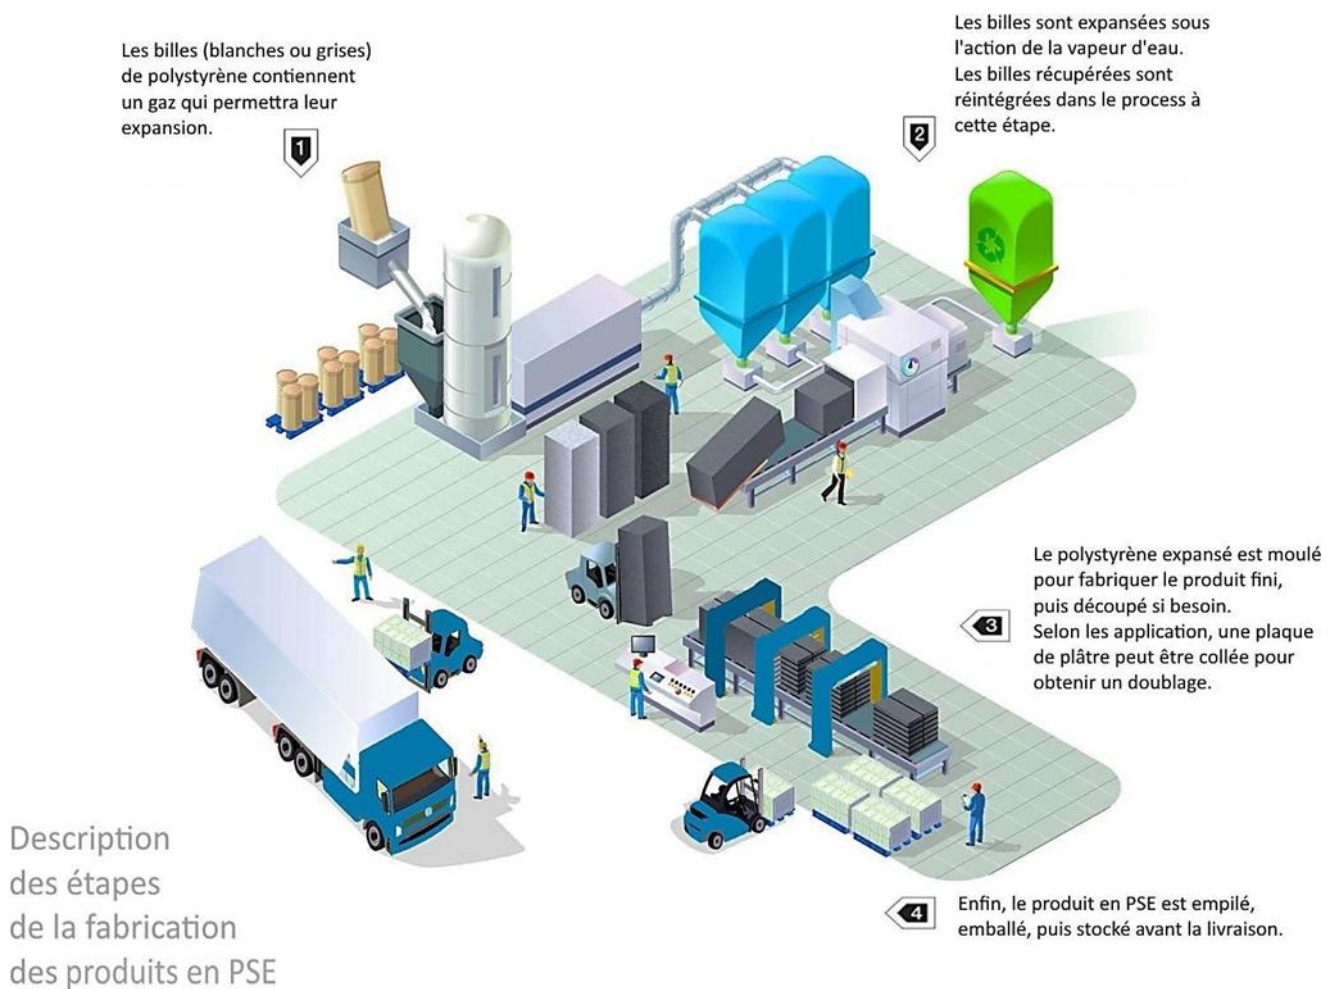 Les billes (blanches ou grises)
de polystyrène contiennent
un gaz qui permettra leur
expansion.
1
Les billes sont expansées sous
l'action de la vapeur d'eau.
Les billes récupérées sont
réintégrées dans le process à
cette étape.
2
Le polystyrène expansé est moulé
pour fabriquer le produit fini,
puis découpé si besoin.
Selon les application, une plaque
de plâtre peut être collée pour
obtenir un doublage.
3
Enfin, le produit en PSE est empilé,
emballé, puis stocké avant la livraison.
4
Description
des étapes
de la fabrication
des produits en PSE